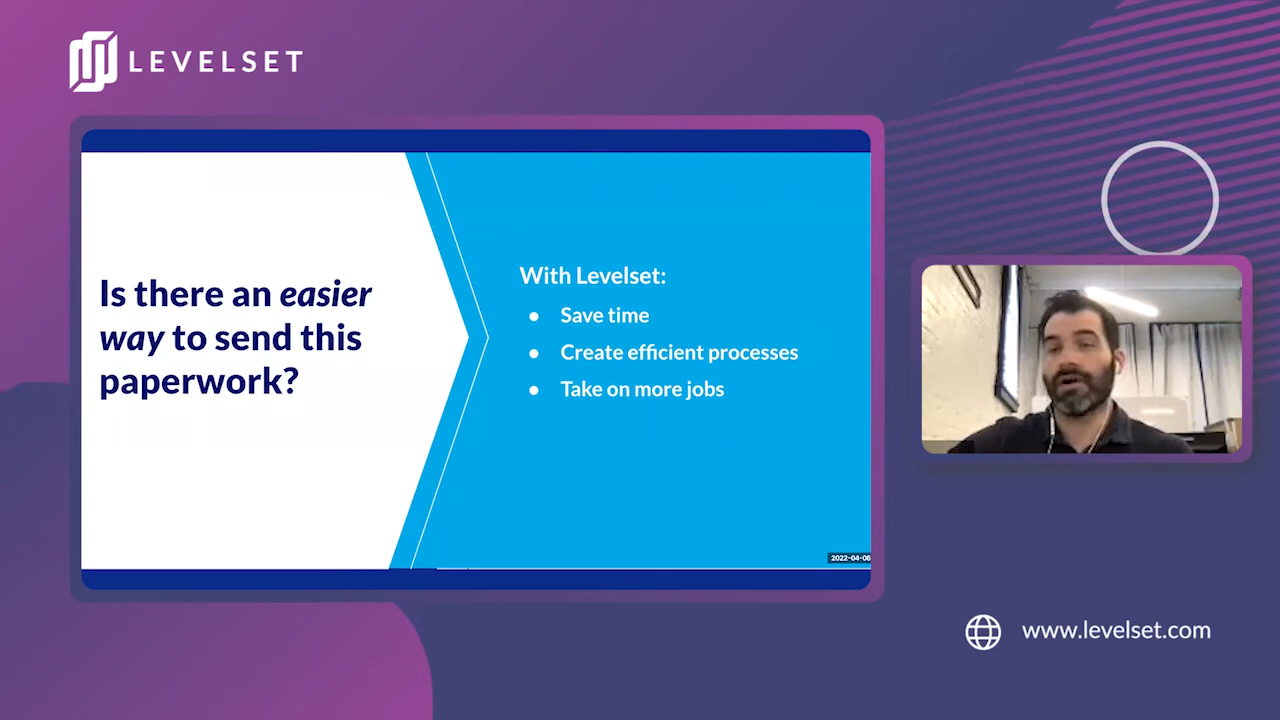 LEVELSET
Is there an easier
way to send this
paperwork?
With Levelset:
● Save time
● Create efficient processes
● Take on more jobs
2022-04-06
www.levelset.com